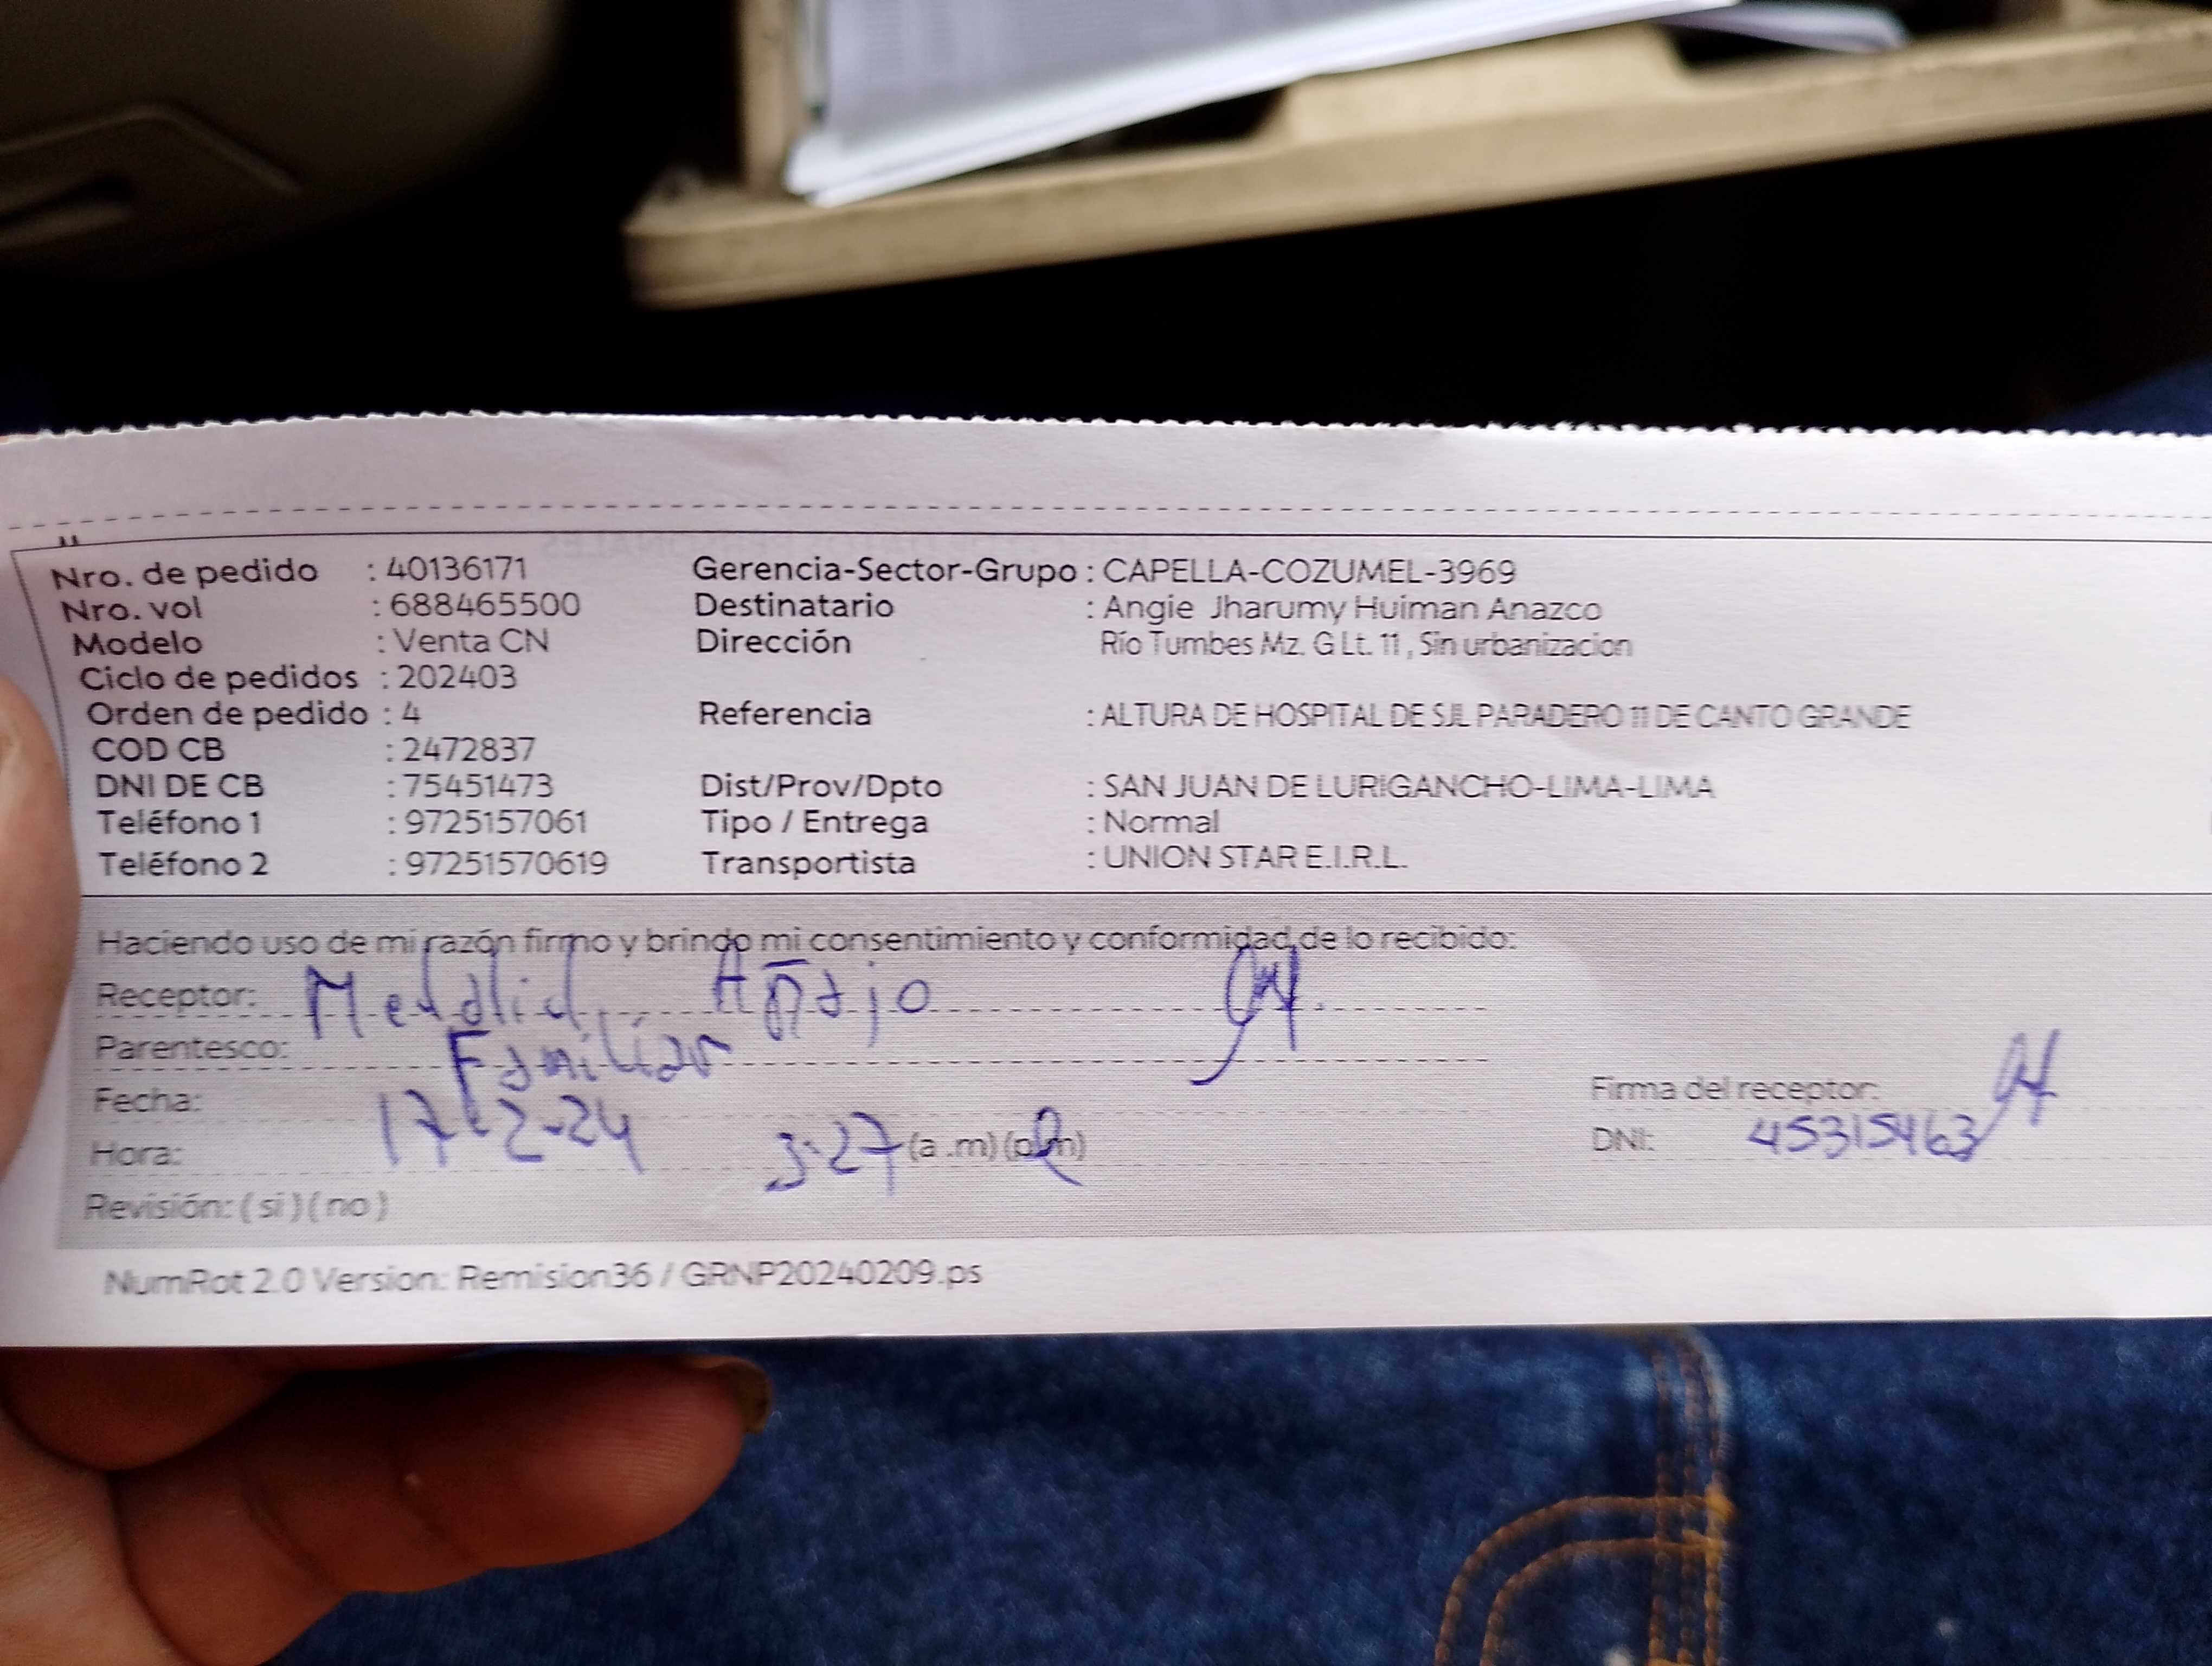 Nro. de pedido : 40136171 Gerencia-Sector-Grupo : CAPELLA-COZUMEL-3969
Nro. vol : 688465500 Destinatario : Angie Jharumy Huiman Anazco
Modelo : Venta CN Dirección Río Tumbes Mz. G Lt. 11 , Sin urbanizacion
Ciclo de pedidos : 202403
Orden de pedido : 4 Referencia : ALTURA DE HOSPITAL DE SJL PARADERO 11 DE CANTO GRANDE
COD CB : 2472837
DNI DE CB : 75451473 Dist/Prov/Dpto : SAN JUAN DE LURIGANCHO-LIMA-LIMA
Teléfono 1 : 9725157061 Tipo / Entrega : Normal
Teléfono 2 : 97251570619 Transportista : UNION STAR E.I.R.L.
Haciendo uso de mi razón firmo y brindo mi consentimiento y conformidad de lo recibido:
Receptor:
Parentesco: Familiar
Fecha: 17-2-24 Firma del receptor:
Hora: 3:27 (a .m) (p.m) DNI: 45315463
Revisión: ( si ) ( no )
NumRot 2.0 Version: Remision36 / GRNP20240209.ps